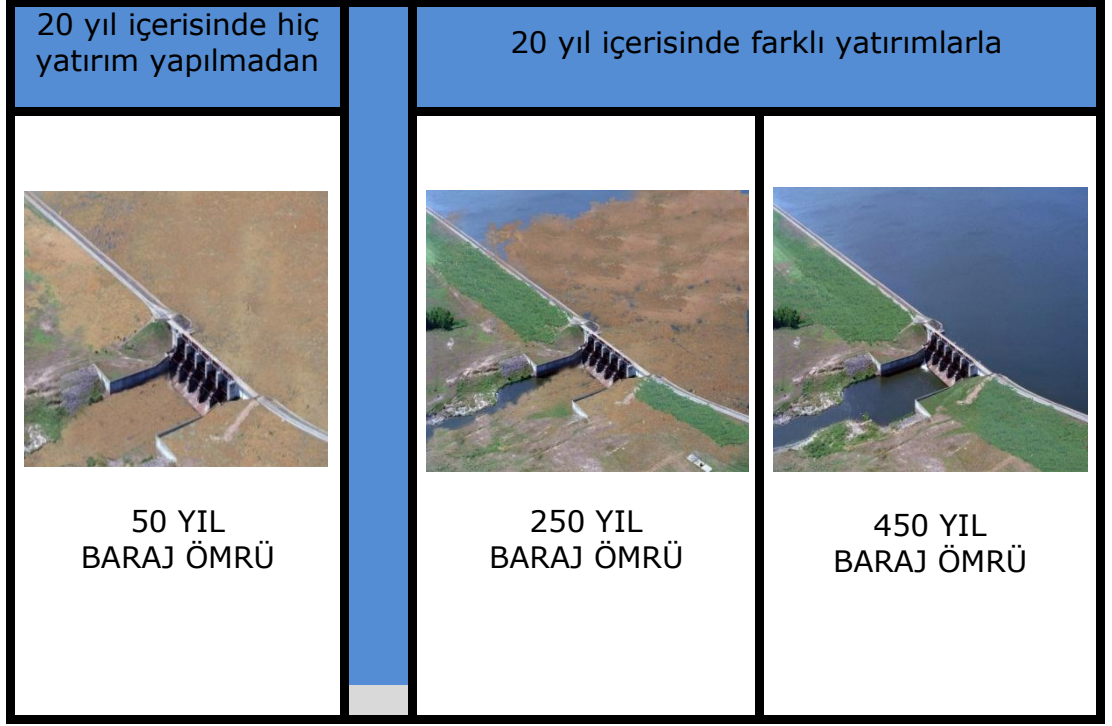 20 yıl içerisinde hiç
yatırım yapılmadan
20 yıl içerisinde farklı yatırımlarla
50 YIL
BARAJ ÖMRÜ
250 YIL
BARAJ ÖMRÜ
450 YIL
BARAJ ÖMRÜ